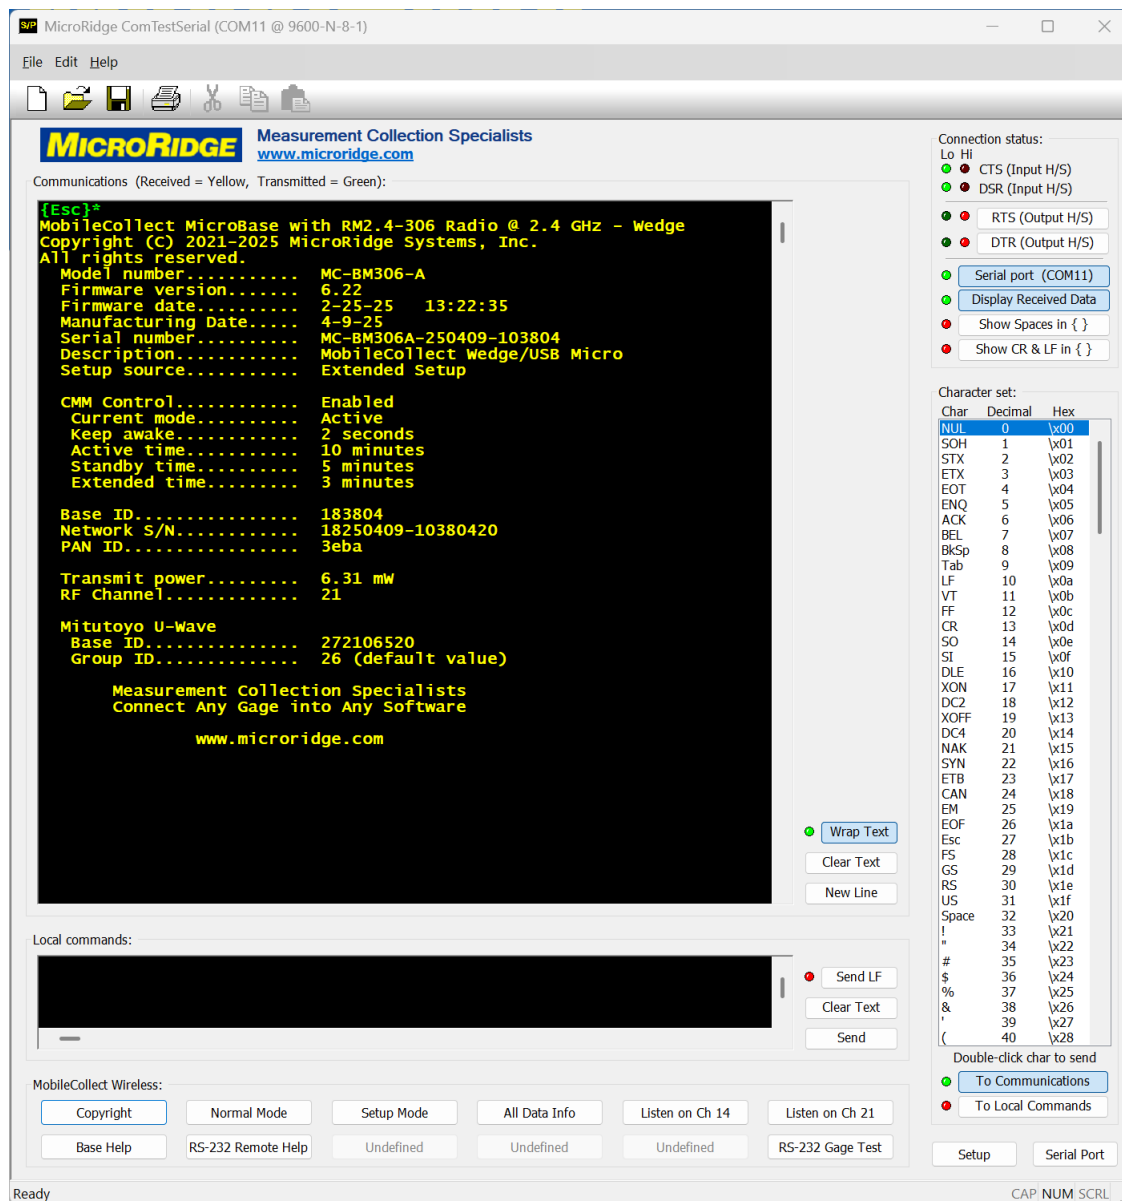 MicroRidge ComTestSerial (COM11 @ 9600-N-8-1)
File Edit Help
MICRORIDGE
Measurement Collection Specialists
www.microridge.com
Communications (Received = Yellow, Transmitted = Green):
{Esc}*
MobileCollect MicroBase with RM2.4-306 Radio @ 2.4 GHz - Wedge
Copyright (C) 2021-2025 MicroRidge Systems, Inc.
All rights reserved.
Model number........... MC-BM306-A
Firmware version....... 6.22
Firmware date.......... 2-25-25 13:22:35
Manufacturing Date..... 4-9-25
Serial number.......... MC-BM306A-250409-103804
Description............ MobileCollect Wedge/USB Micro
Setup source........... Extended Setup
CMM Control............ Enabled
Current mode.......... Active
Keep awake............ 2 seconds
Active time........... 10 minutes
Standby time.......... 5 minutes
Extended time......... 3 minutes
Base ID................ 183804
Network S/N............ 18250409-10380420
PAN ID................. 3eba
Transmit power......... 6.31 mW
RF Channel............. 21
Mitutoyo U-Wave
Base ID............... 272106520
Group ID.............. 26 (default value)
Measurement Collection Specialists
Connect Any Gage into Any Software
www.microridge.com
Wrap Text
Clear Text
New Line
Local commands:
Send LF
Clear Text
Send
MobileCollect Wireless:
Copyright Normal Mode Setup Mode All Data Info Listen on Ch 14 Listen on Ch 21
Base Help RS-232 Remote Help Undefined Undefined Undefined RS-232 Gage Test
Connection status:
Lo Hi
CTS (Input H/S)
DSR (Input H/S)
RTS (Output H/S)
DTR (Output H/S)
Serial port (COM11)
Display Received Data
Show Spaces in { }
Show CR & LF in { }
Character set:
Char Decimal Hex
NUL 0 \x00
SOH 1 \x01
STX 2 \x02
ETX 3 \x03
EOT 4 \x04
ENQ 5 \x05
ACK 6 \x06
BEL 7 \x07
BkSp 8 \x08
Tab 9 \x09
LF 10 \x0a
VT 11 \x0b
FF 12 \x0c
CR 13 \x0d
SO 14 \x0e
SI 15 \x0f
DLE 16 \x10
XON 17 \x11
DC2 18 \x12
XOFF 19 \x13
DC4 20 \x14
NAK 21 \x15
SYN 22 \x16
ETB 23 \x17
CAN 24 \x18
EM 25 \x19
EOF 26 \x1a
Esc 27 \x1b
FS 28 \x1c
GS 29 \x1d
RS 30 \x1e
US 31 \x1f
Space 32 \x20
! 33 \x21
" 34 \x22
# 35 \x23
$ 36 \x24
% 37 \x25
& 38 \x26
' 39 \x27
( 40 \x28
Double-click char to send
To Communications
To Local Commands
Setup Serial Port
Ready
CAP NUM SCRL